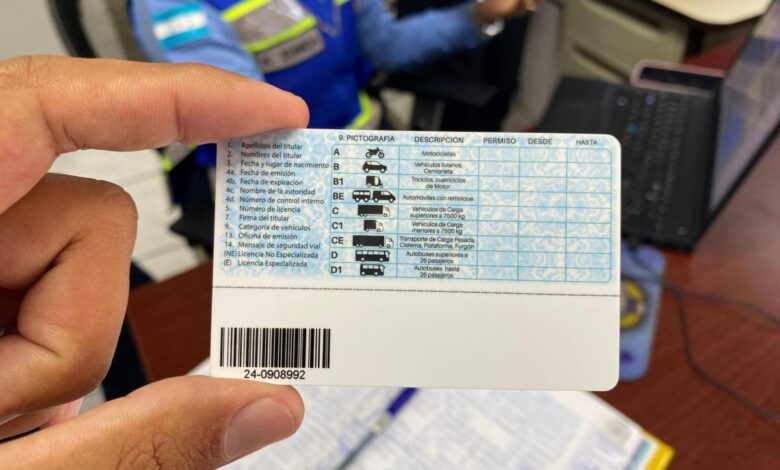 1. Apellidos del titular
2. Nombres del titular
3. Fecha y lugar de nacimiento
4a. Fecha de emisión
4b. Fecha de expiración
4c. Nombre de la autoridad
4d. Número de control interno
5. Número de licencia
7. Firma del titular
9. Categoría de vehículos
13. Oficina de emisión
14. Mensaje de seguridad vial
(NE) Licencia No Especializada
(E) Licencia Especializada
9. PICTOGRAFÍA DESCRIPCIÓN PERMISO DESDE HASTA
A Motocicletas
B Vehículos livianos,
Camioneta
B1 Triciclos, cuatriciclos
de Motor
BE Automóviles con remolque
C Vehículos de Carga
superiores a 7500 kg
C1 Vehículos de Carga
menores a 7500 kg
CE Transporte de Carga Pesada,
Cisterna, Plataforma, Furgón
D Autobuses superiores a
26 pasajeros
D1 Autobuses hasta
26 pasajeros
24-0908992